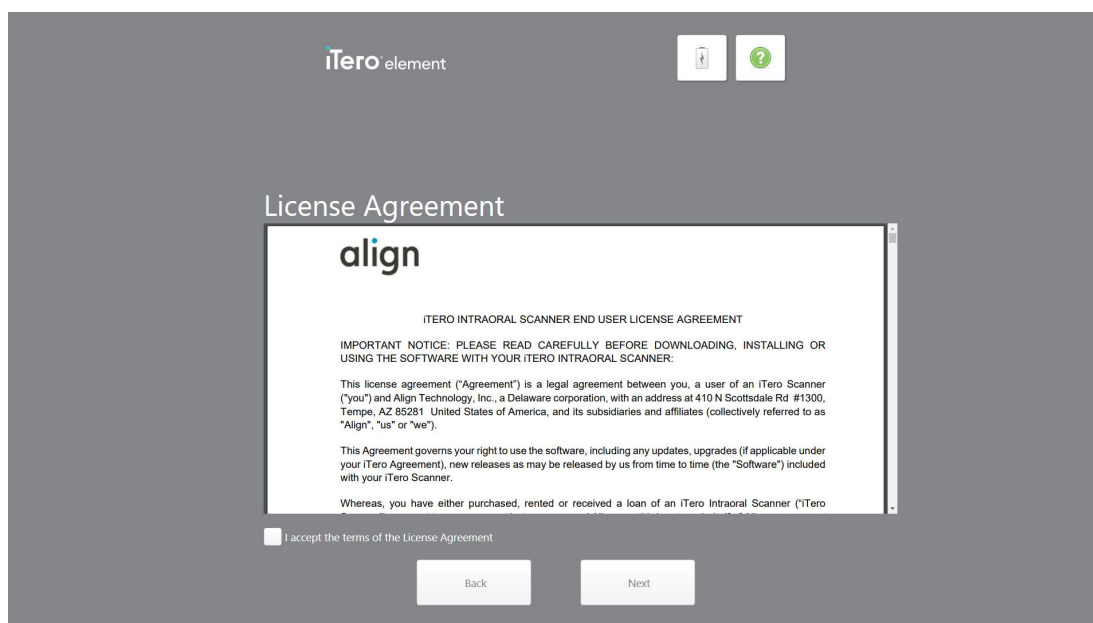 iTero element
?
License Agreement
align
iTERO INTRAORAL SCANNER END USER LICENSE AGREEMENT
IMPORTANT NOTICE: PLEASE READ CAREFULLY BEFORE DOWNLOADING, INSTALLING OR
USING THE SOFTWARE WITH YOUR iTERO INTRAORAL SCANNER:
This license agreement (“Agreement”) is a legal agreement between you, a user of an iTero Scanner
("you") and Align Technology, Inc., a Delaware corporation, with an address at 410 N Scottsdale Rd #1300,
Tempe, AZ 85281 United States of America, and its subsidiaries and affiliates (collectively referred to as
"Align", "us" or "we").
This Agreement governs your right to use the software, including any updates, upgrades (if applicable under
your iTero Agreement), new releases as may be released by us from time to time (the "Software") included
with your iTero Scanner.
Whereas, you have either purchased, rented or received a loan of an iTero Intraoral Scanner (“iTero
I accept the terms of the License Agreement
Back
Next